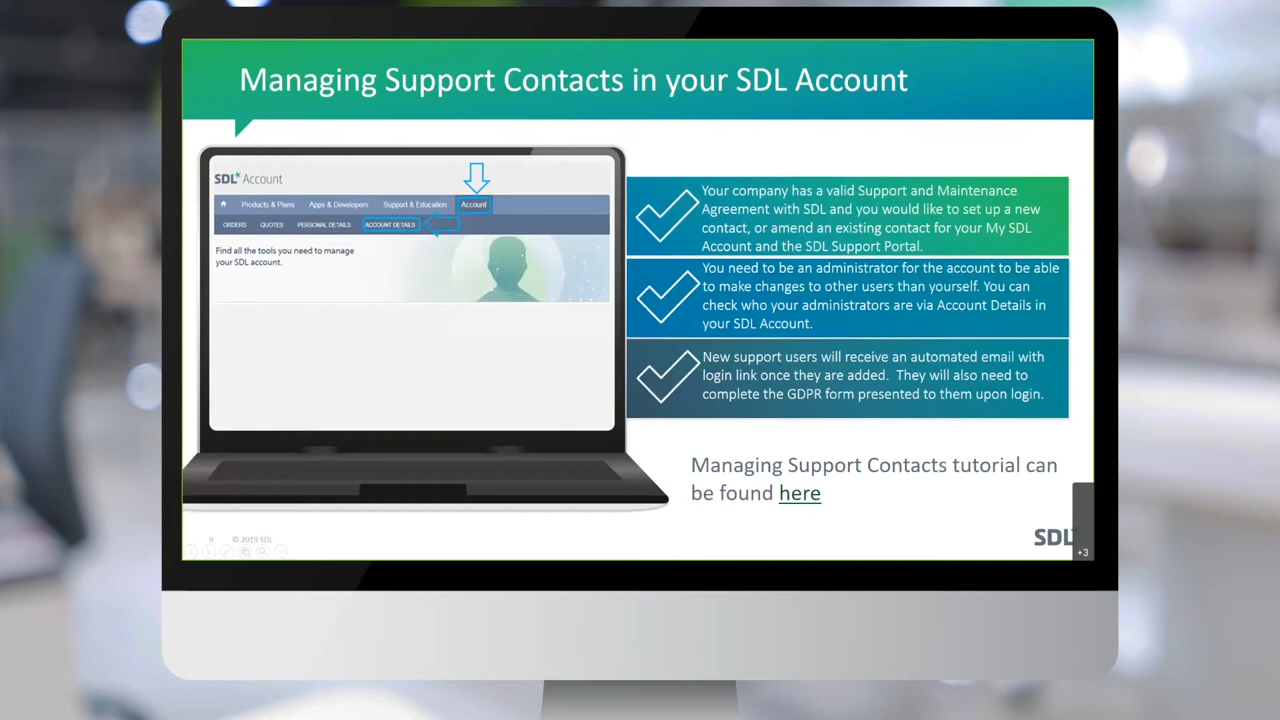 Managing Support Contacts in your SDL Account
SDL* Account
Products & Plans Apps & Developers Support & Education Account
ORDERS QUOTES PERSONAL DETAILS ACCOUNT DETAILS
Find all the tools you need to manage
your SDL account.
Your company has a valid Support and Maintenance
Agreement with SDL and you would like to set up a new
contact, or amend an existing contact for your My SDL
Account and the SDL Support Portal.
You need to be an administrator for the account to be able
to make changes to other users than yourself. You can
check who your administrators are via Account Details in
your SDL Account.
New support users will receive an automated email with
login link once they are added. They will also need to
complete the GDPR form presented to them upon login.
Managing Support Contacts tutorial can
be found here
9 © 2019 SDL
SDL
+3